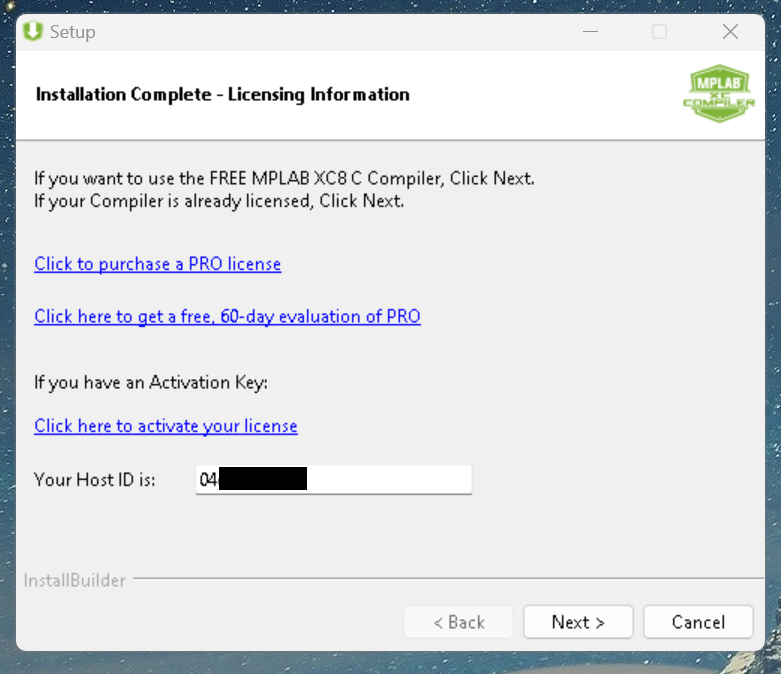 Setup
Installation Complete - Licensing Information
MPLAB
XC
COMPILER
If you want to use the FREE MPLAB XC8 C Compiler, Click Next.
If your Compiler is already licensed, Click Next.
Click to purchase a PRO license
Click here to get a free, 60-day evaluation of PRO
If you have an Activation Key:
Click here to activate your license
Your Host ID is: 04
InstallBuilder
< Back Next > Cancel